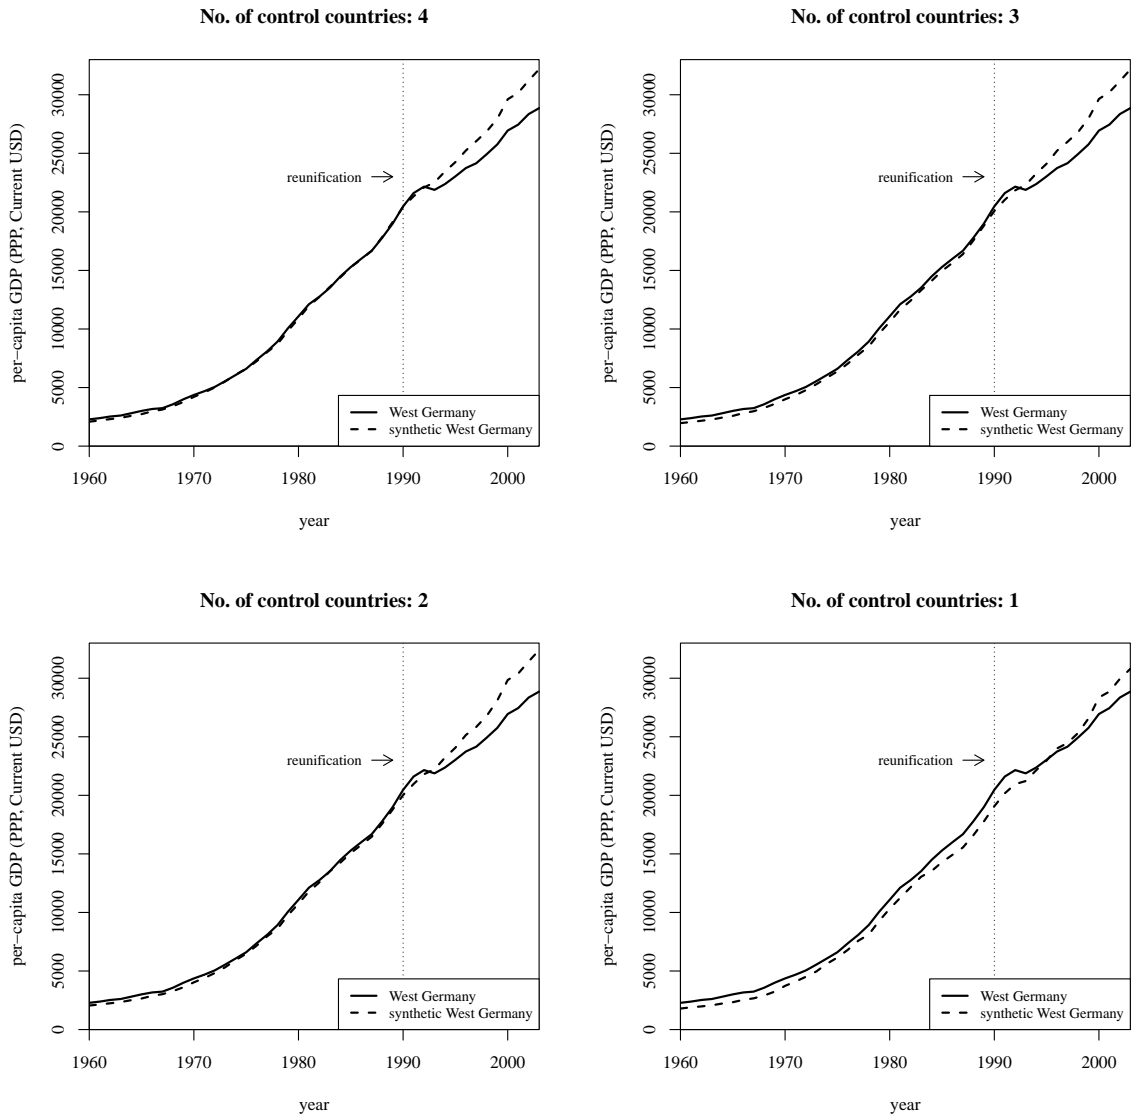 No. of control countries: 4
per−capita GDP (PPP, Current USD)
30000
25000
20000
15000
10000
5000
0
reunification
West Germany
synthetic West Germany
1960 1970 1980 1990 2000
year
No. of control countries: 3
per−capita GDP (PPP, Current USD)
30000
25000
20000
15000
10000
5000
0
reunification
West Germany
synthetic West Germany
1960 1970 1980 1990 2000
year
No. of control countries: 2
per−capita GDP (PPP, Current USD)
30000
25000
20000
15000
10000
5000
0
reunification
West Germany
synthetic West Germany
1960 1970 1980 1990 2000
year
No. of control countries: 1
per−capita GDP (PPP, Current USD)
30000
25000
20000
15000
10000
5000
0
reunification
West Germany
synthetic West Germany
1960 1970 1980 1990 2000
year